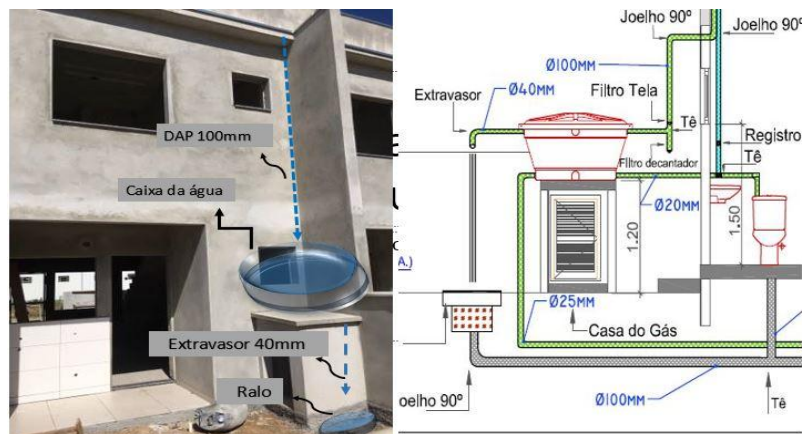 DAP 100mm
Caixa da água
Extravasor 40mm
Ralo
Joelho 90º
Joelho 90º
Ø100MM
Ø40MM
Extravasor
Filtro Tela
Tê
Registro
Tê
Filtro decantador
Ø20MM
1.50
1.20
A.)
Ø25MM
Casa do Gás
oelho 90º
Ø100MM
Tê